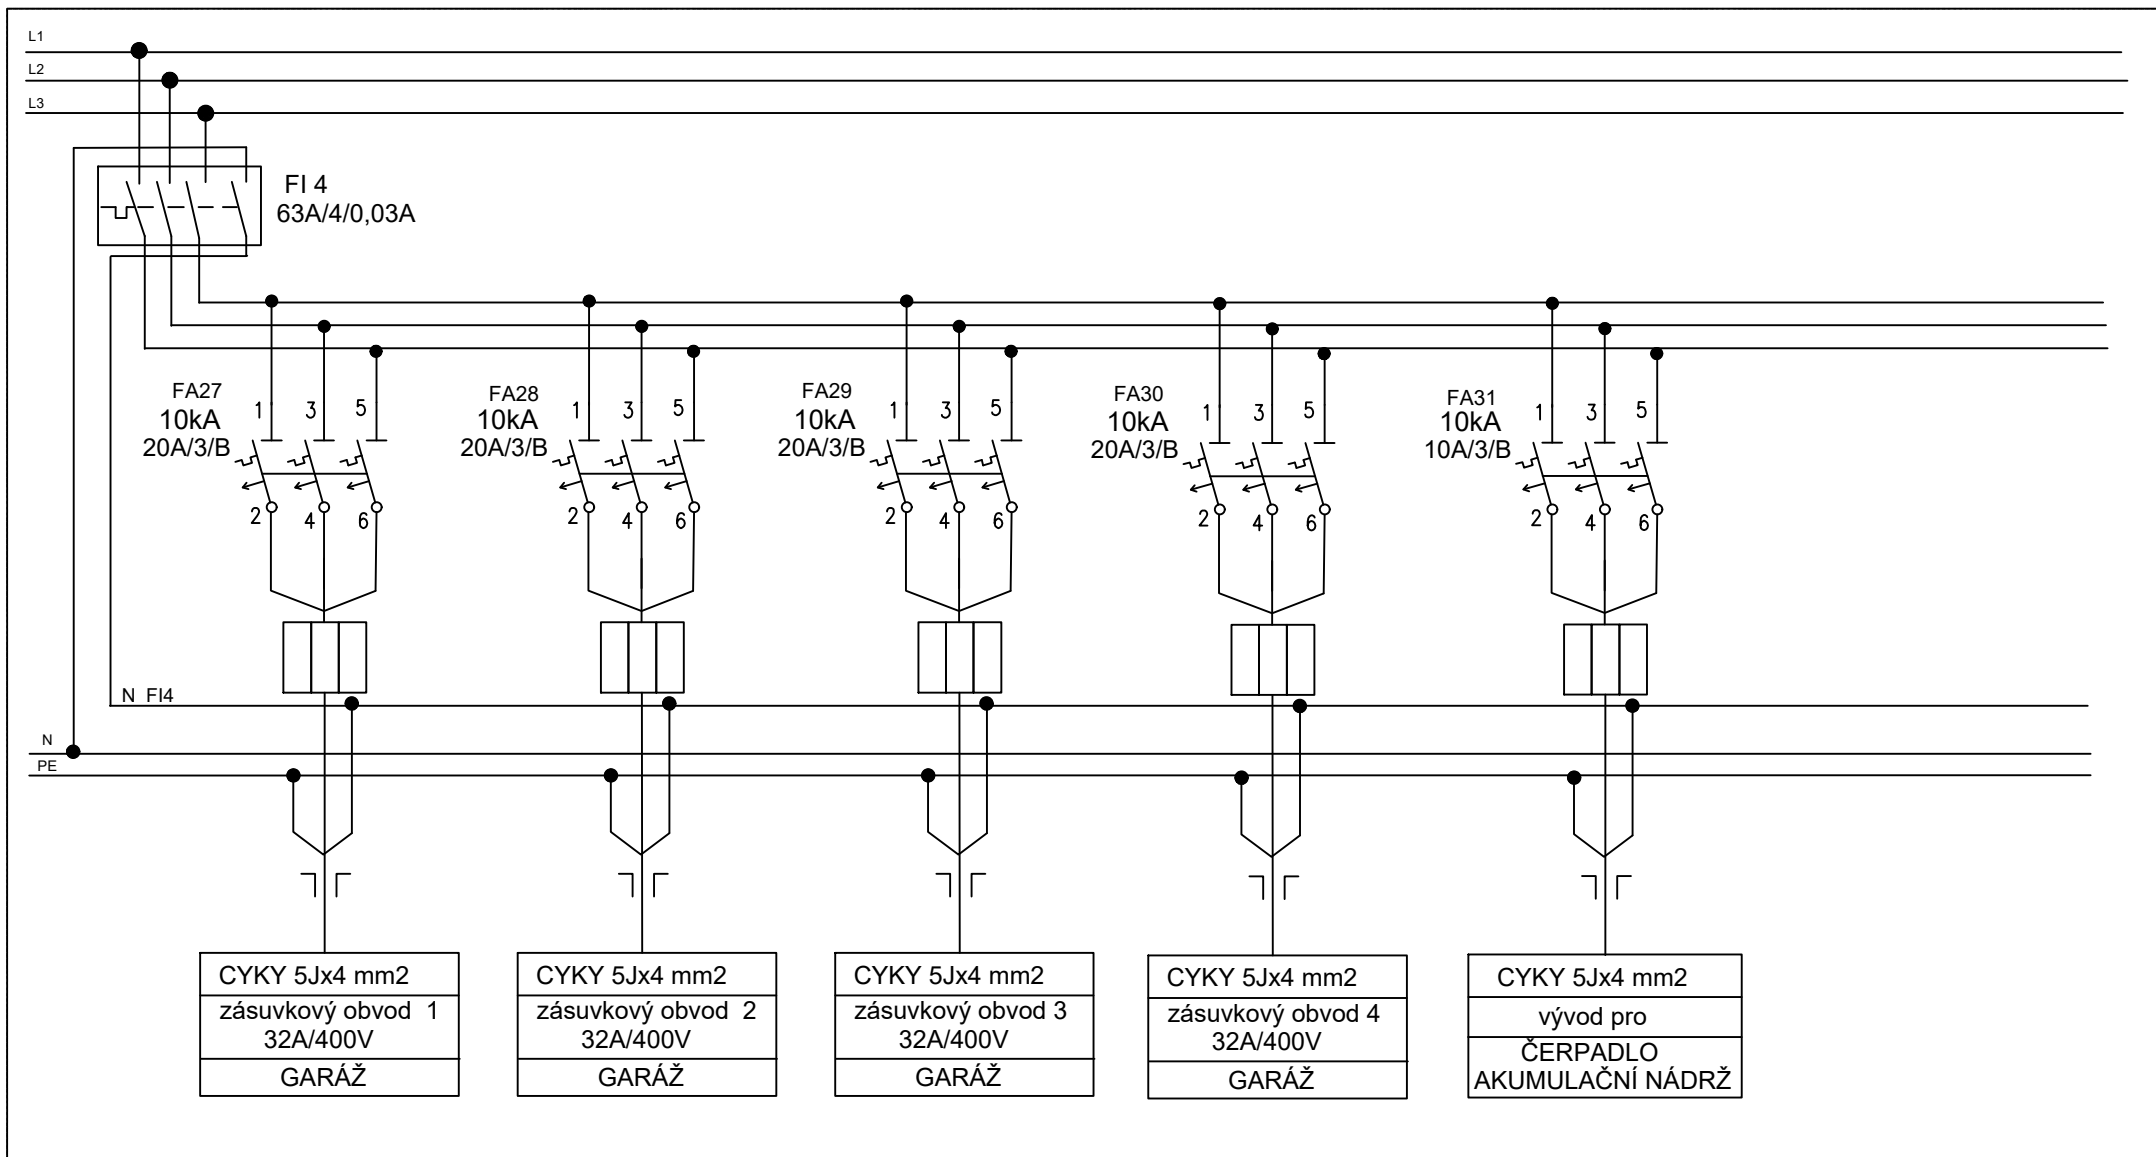 L1
L2
L3
FI 4
63A/4/0,03A
FA27
10kA
20A/3/B
1 3 5
2 4 6
FA28
10kA
20A/3/B
1 3 5
2 4 6
FA29
10kA
20A/3/B
1 3 5
2 4 6
FA30
10kA
20A/3/B
1 3 5
2 4 6
FA31
10kA
10A/3/B
1 3 5
2 4 6
N FI4
N
PE
CYKY 5Jx4 mm2
zásuvkový obvod 1
32A/400V
GARÁŽ
CYKY 5Jx4 mm2
zásuvkový obvod 2
32A/400V
GARÁŽ
CYKY 5Jx4 mm2
zásuvkový obvod 3
32A/400V
GARÁŽ
CYKY 5Jx4 mm2
zásuvkový obvod 4
32A/400V
GARÁŽ
CYKY 5Jx4 mm2
vývod pro
ČERPADLO
AKUMULAČNÍ NÁDRŽ